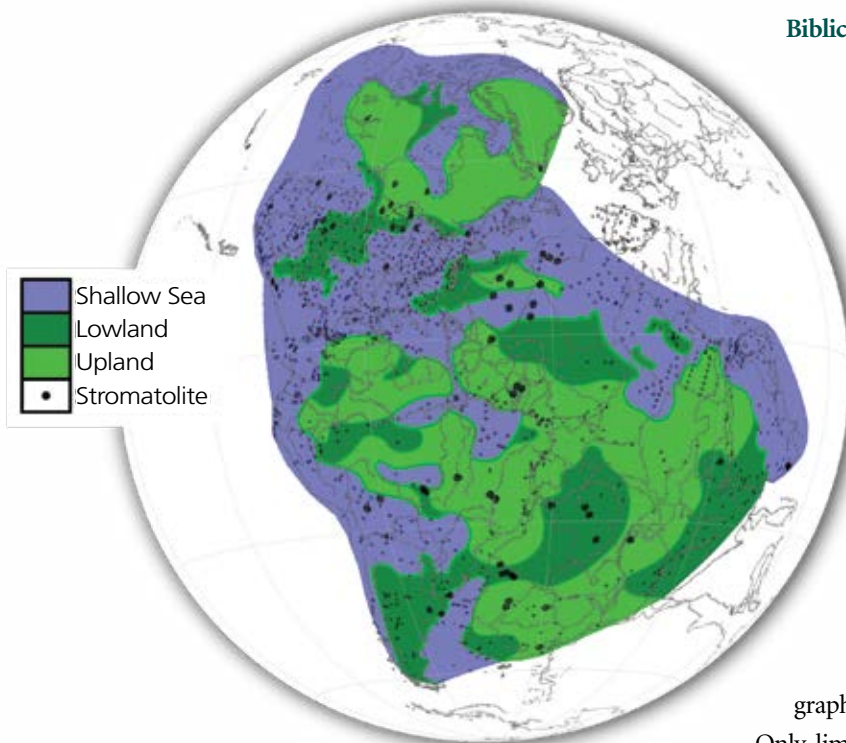 Biblic
Shallow Sea
Lowland
Upland
Stromatolite
graph
Only lim